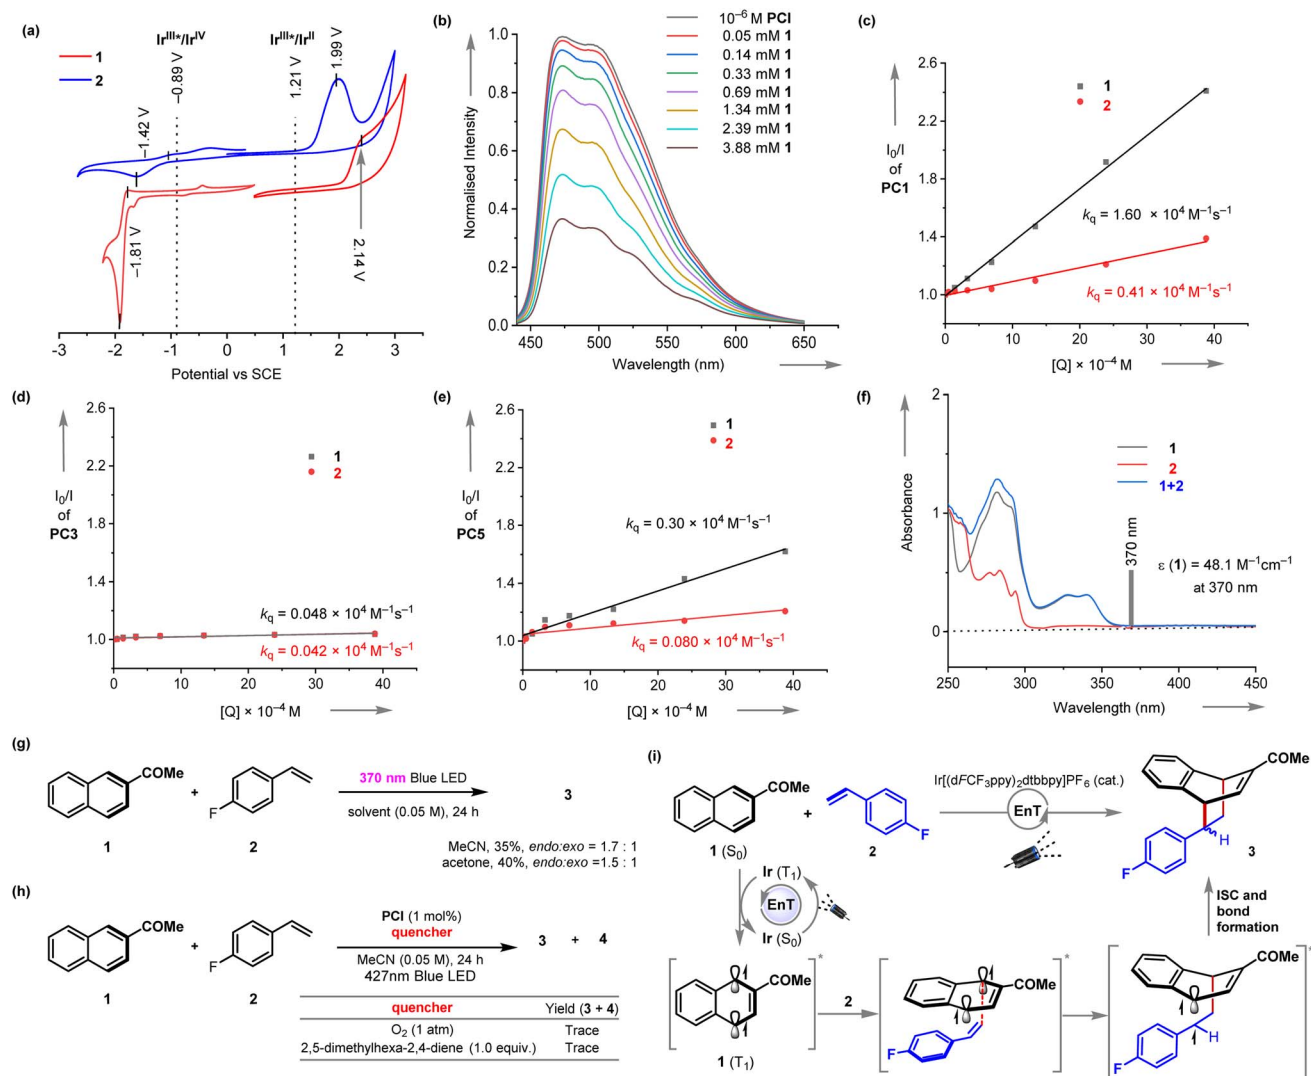 (a)
1
2
Ir^III*/Ir^IV
Ir^III*/Ir^II
−0.89 V
1.21 V
1.99 V
−1.42 V
−1.81 V
2.14 V
−3 −2 −1 0 1 2 3
Potential vs SCE
(b)
Normalised Intensity
1.0
0.8
0.6
0.4
0.2
0.0
10⁻⁶ M PCI
0.05 mM 1
0.14 mM 1
0.33 mM 1
0.69 mM 1
1.34 mM 1
2.39 mM 1
3.88 mM 1
450 500 550 600 650
Wavelength (nm)
(c)
I₀/I
of
PC1
2.6
2.2
1.8
1.4
1.0
1
2
kq = 1.60 × 10⁴ M⁻¹s⁻¹
kq = 0.41 × 10⁴ M⁻¹s⁻¹
0 10 20 30 40
[Q] × 10⁻⁴ M
(d)
I₀/I
of
PC3
2.6
2.2
1.8
1.4
1.0
1
2
kq = 0.048 × 10⁴ M⁻¹s⁻¹
kq = 0.042 × 10⁴ M⁻¹s⁻¹
0 10 20 30 40
[Q] × 10⁻⁴ M
(e)
I₀/I
of
PC5
2.6
2.2
1.8
1.4
1.0
1
2
kq = 0.30 × 10⁴ M⁻¹s⁻¹
kq = 0.080 × 10⁴ M⁻¹s⁻¹
0 10 20 30 40
[Q] × 10⁻⁴ M
(f)
Absorbance
2
1
0
1
2
1+2
370 nm
ε (1) = 48.1 M⁻¹cm⁻¹
at 370 nm
250 300 350 400 450
Wavelength (nm)
(g)
COMe
1
+
F
2
370 nm Blue LED
solvent (0.05 M), 24 h
3
MeCN, 35%, endo:exo = 1.7 : 1
acetone, 40%, endo:exo =1.5 : 1
(h)
COMe
1
+
F
2
PCI (1 mol%)
quencher
MeCN (0.05 M), 24 h
427nm Blue LED
3 + 4
quencher Yield (3 + 4)
O₂ (1 atm) Trace
2,5-dimethylhexa-2,4-diene (1.0 equiv.) Trace
(i)
COMe
1 (S₀)
+
F
2
Ir[(dFCF₃ppy)₂dtbbpy]PF₆ (cat.)
EnT
COMe
H
F
3
Ir (T₁)
EnT
Ir (S₀)
ISC and
bond
formation
COMe
*
1 (T₁)
2
COMe
F
*
COMe
H
F
*